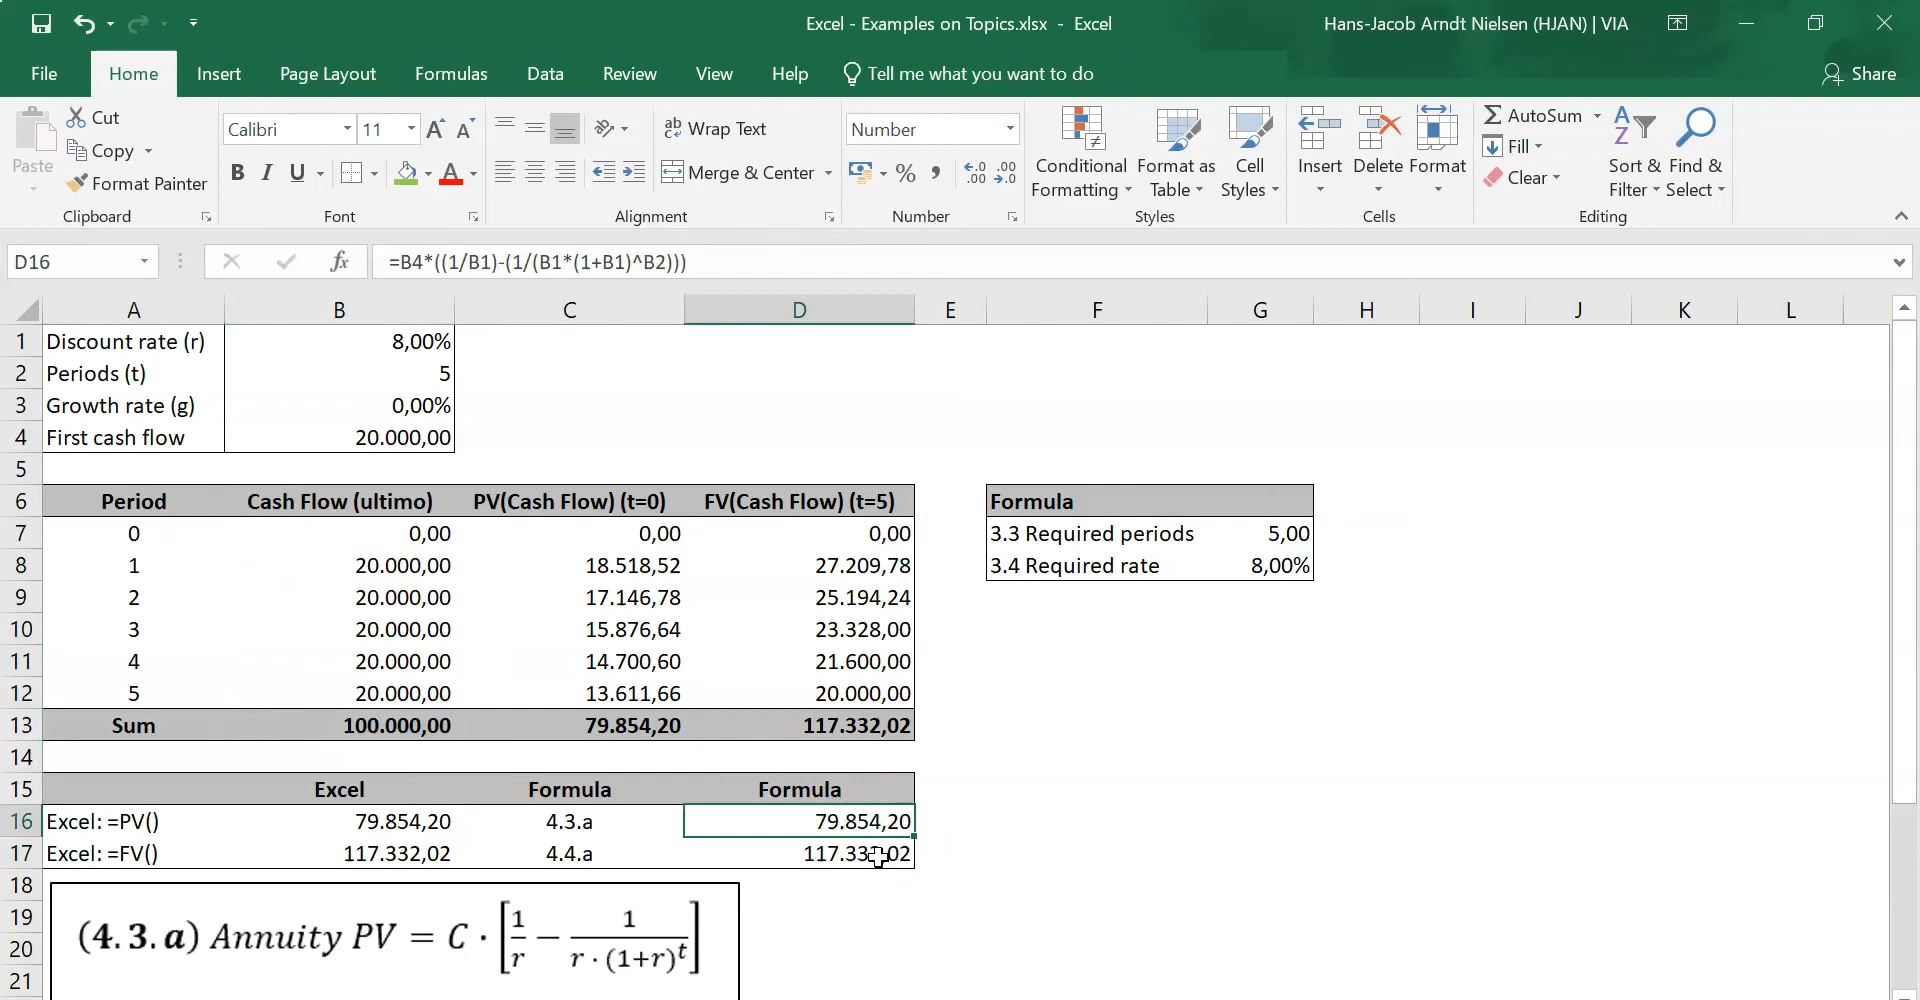 Excel - Examples on Topics.xlsx - Excel
Hans-Jacob Arndt Nielsen (HJAN) | VIA
File Home Insert Page Layout Formulas Data Review View Help Tell me what you want to do Share
Paste
Cut
Copy
Format Painter
Clipboard
Calibri 11 A A
B I U A
Font
ab Wrap Text
Merge & Center
Alignment
Number
% ,
Number
Conditional Formatting
Format as Table
Cell Styles
Styles
Insert Delete Format
Cells
AutoSum
Fill
Clear
Sort & Filter
Find & Select
Editing
D16 fx =B4*((1/B1)-(1/(B1*(1+B1)^B2)))
A B C D E F G H I J K L
1 Discount rate (r) 8,00%
2 Periods (t) 5
3 Growth rate (g) 0,00%
4 First cash flow 20.000,00
5
6 Period Cash Flow (ultimo) PV(Cash Flow) (t=0) FV(Cash Flow) (t=5) Formula
7 0 0,00 0,00 0,00 3.3 Required periods 5,00
8 1 20.000,00 18.518,52 27.209,78 3.4 Required rate 8,00%
9 2 20.000,00 17.146,78 25.194,24
10 3 20.000,00 15.876,64 23.328,00
11 4 20.000,00 14.700,60 21.600,00
12 5 20.000,00 13.611,66 20.000,00
13 Sum 100.000,00 79.854,20 117.332,02
14
15 Excel Formula Formula
16 Excel: =PV() 79.854,20 4.3.a 79.854,20
17 Excel: =FV() 117.332,02 4.4.a 117.332,02
18
19
20
21
(4.3.a) Annuity PV = C · [1/r − 1/(r · (1+r)^t)]